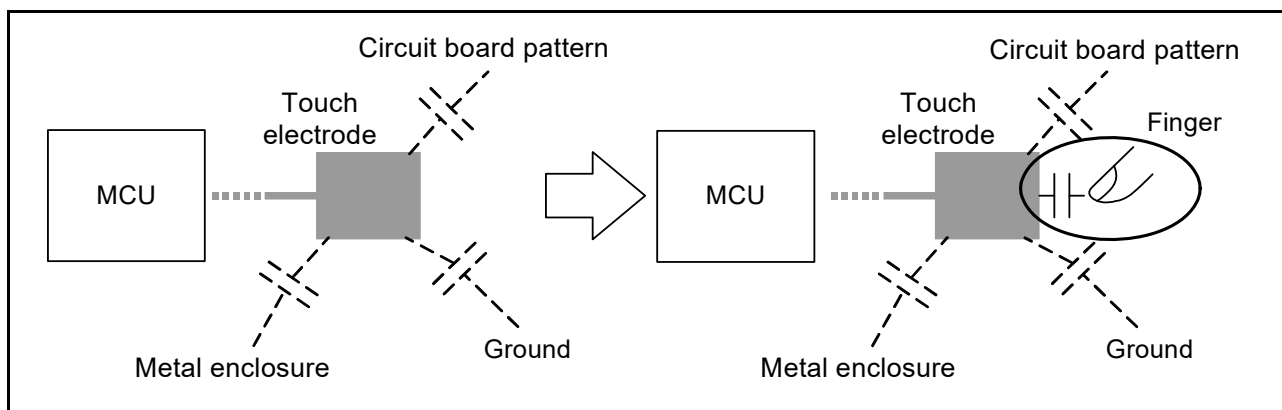 Circuit board pattern
Touch
electrode
MCU
Metal enclosure
Ground
Circuit board pattern
Touch
electrode
Finger
MCU
Metal enclosure
Ground